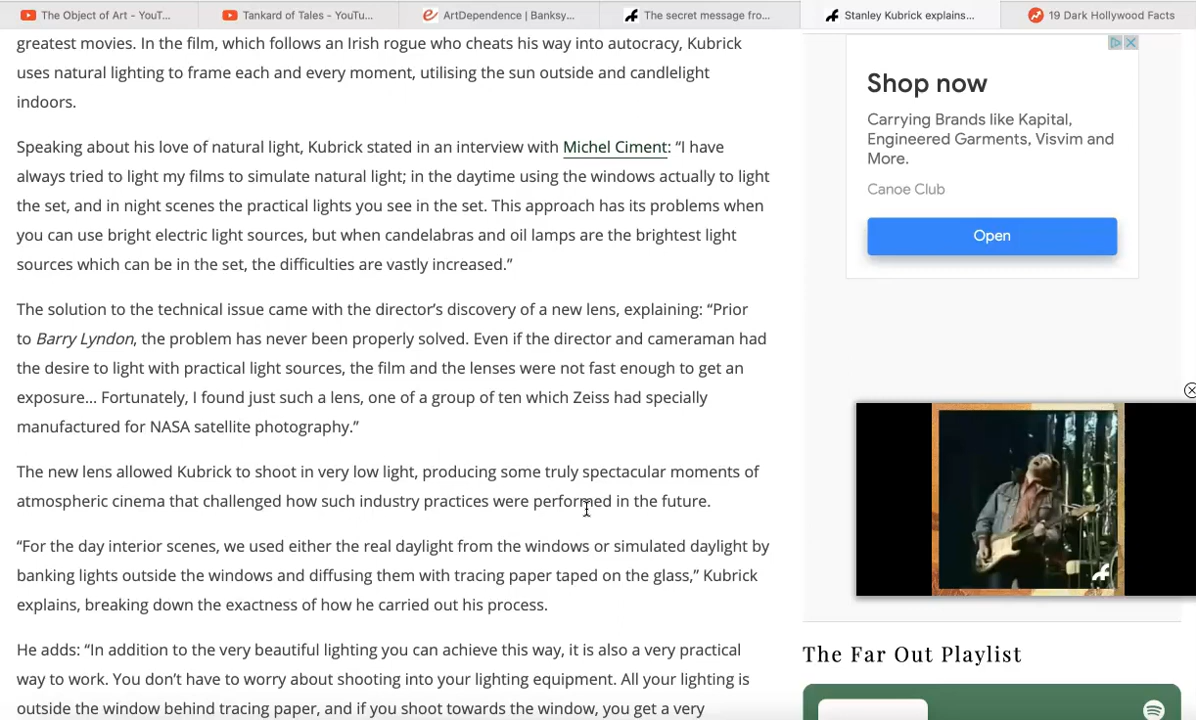 The Object of Art - YouT...
Tankard of Tales - YouTu...
ArtDependence | Banksy...
The secret message fro...
Stanley Kubrick explains...
19 Dark Hollywood Facts
greatest movies. In the film, which follows an Irish rogue who cheats his way into autocracy, Kubrick
uses natural lighting to frame each and every moment, utilising the sun outside and candlelight
indoors.
Speaking about his love of natural light, Kubrick stated in an interview with Michel Ciment: “I have
always tried to light my films to simulate natural light; in the daytime using the windows actually to light
the set, and in night scenes the practical lights you see in the set. This approach has its problems when
you can use bright electric light sources, but when candelabras and oil lamps are the brightest light
sources which can be in the set, the difficulties are vastly increased.”
The solution to the technical issue came with the director’s discovery of a new lens, explaining: “Prior
to Barry Lyndon, the problem has never been properly solved. Even if the director and cameraman had
the desire to light with practical light sources, the film and the lenses were not fast enough to get an
exposure... Fortunately, I found just such a lens, one of a group of ten which Zeiss had specially
manufactured for NASA satellite photography.”
The new lens allowed Kubrick to shoot in very low light, producing some truly spectacular moments of
atmospheric cinema that challenged how such industry practices were performed in the future.
“For the day interior scenes, we used either the real daylight from the windows or simulated daylight by
banking lights outside the windows and diffusing them with tracing paper taped on the glass,” Kubrick
explains, breaking down the exactness of how he carried out his process.
He adds: “In addition to the very beautiful lighting you can achieve this way, it is also a very practical
way to work. You don’t have to worry about shooting into your lighting equipment. All your lighting is
outside the window behind tracing paper, and if you shoot towards the window, you get a very
Shop now
Carrying Brands like Kapital,
Engineered Garments, Visvim and
More.
Canoe Club
Open
The Far Out Playlist